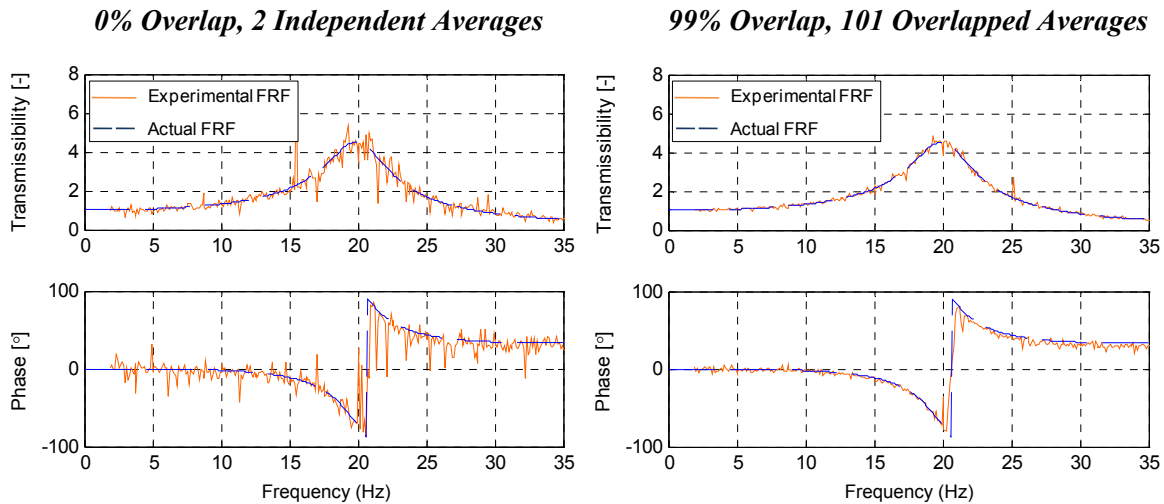 0% Overlap, 2 Independent Averages
99% Overlap, 101 Overlapped Averages
Transmissibility [-]
8
6
4
2
0
Experimental FRF
Actual FRF
0 5 10 15 20 25 30 35
Transmissibility [-]
8
6
4
2
0
Experimental FRF
Actual FRF
0 5 10 15 20 25 30 35
Phase [°]
100
0
-100
0 5 10 15 20 25 30 35
Frequency (Hz)
Phase [°]
100
0
-100
0 5 10 15 20 25 30 35
Frequency (Hz)